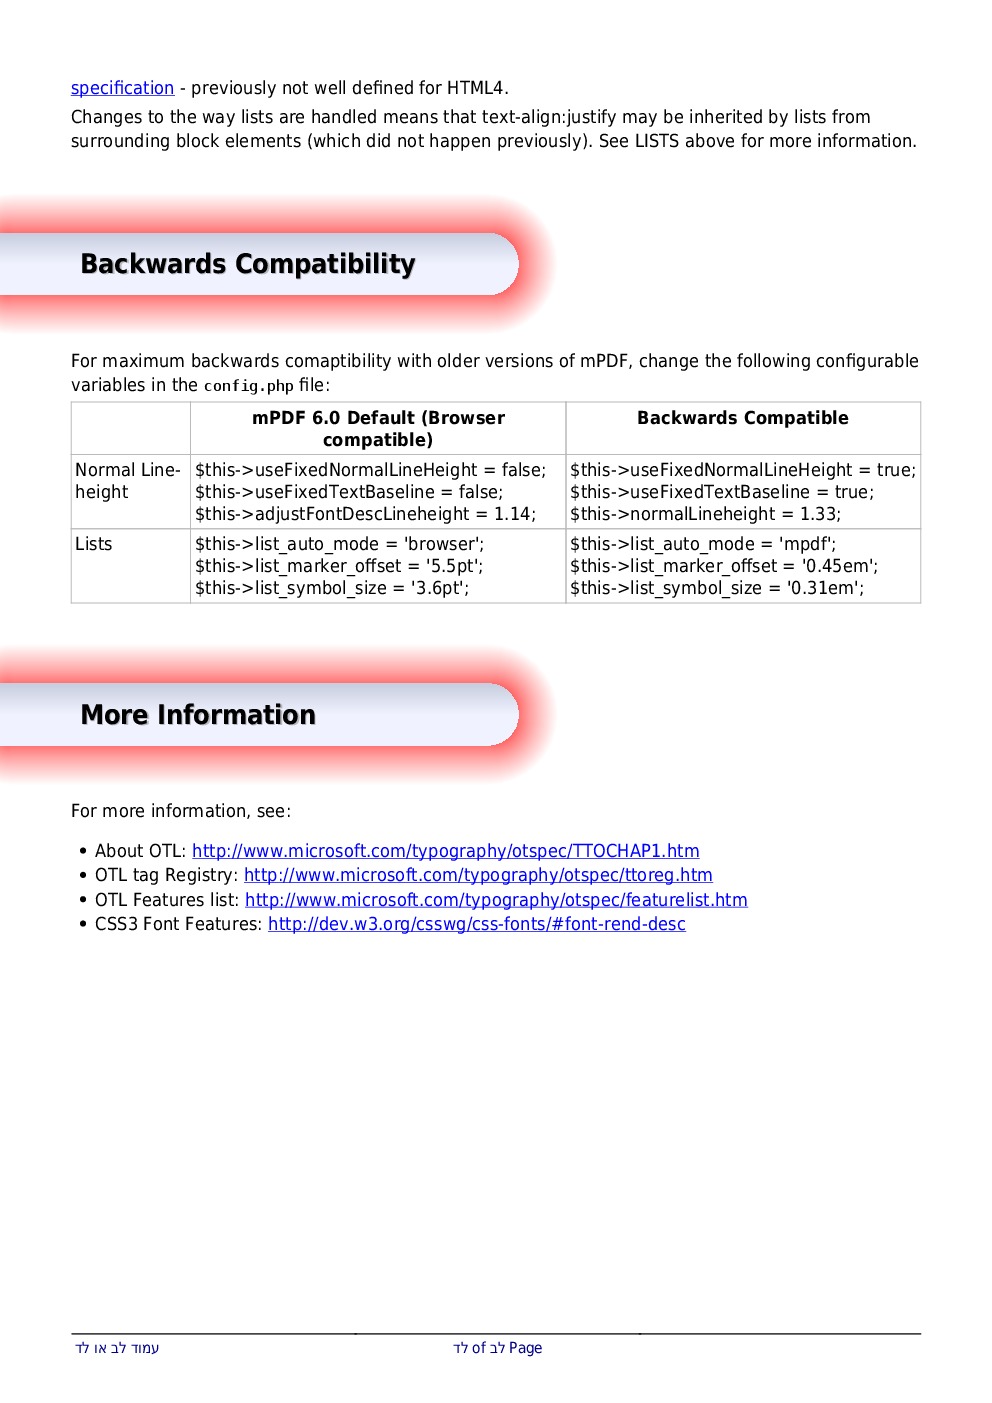 specification - previously not well defined for HTML4.
Changes to the way lists are handled means that text-align:justify may be inherited by lists from
surrounding block elements (which did not happen previously). See LISTS above for more information.
Backwards Compatibility
For maximum backwards comaptibility with older versions of mPDF, change the following configurable
variables in the config.php file:
mPDF 6.0 Default (Browser
compatible)
Backwards Compatible
Normal Line-
height
$this->useFixedNormalLineHeight = false;
$this->useFixedTextBaseline = false;
$this->adjustFontDescLineheight = 1.14;
$this->useFixedNormalLineHeight = true;
$this->useFixedTextBaseline = true;
$this->normalLineheight = 1.33;
Lists
$this->list_auto_mode = 'browser';
$this->list_marker_offset = '5.5pt';
$this->list_symbol_size = '3.6pt';
$this->list_auto_mode = 'mpdf';
$this->list_marker_offset = '0.45em';
$this->list_symbol_size = '0.31em';
More Information
For more information, see:
• About OTL: http://www.microsoft.com/typography/otspec/TTOCHAP1.htm
• OTL tag Registry: http://www.microsoft.com/typography/otspec/ttoreg.htm
• OTL Features list: http://www.microsoft.com/typography/otspec/featurelist.htm
• CSS3 Font Features: http://dev.w3.org/csswg/css-fonts/#font-rend-desc
עמוד לב או לד
Page לב of לד